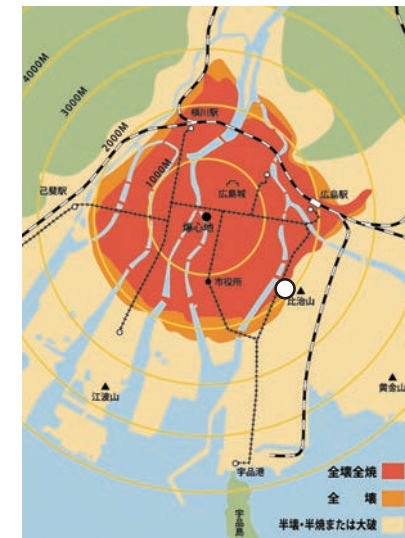 4000M
3000M
2000M
1000M
横川駅
己斐駅
広島城
広島駅
爆心地
市役所
比治山
江波山
黄金山
宇品港
宇品島
全壊全焼
全　壊
半壊・半焼または大破